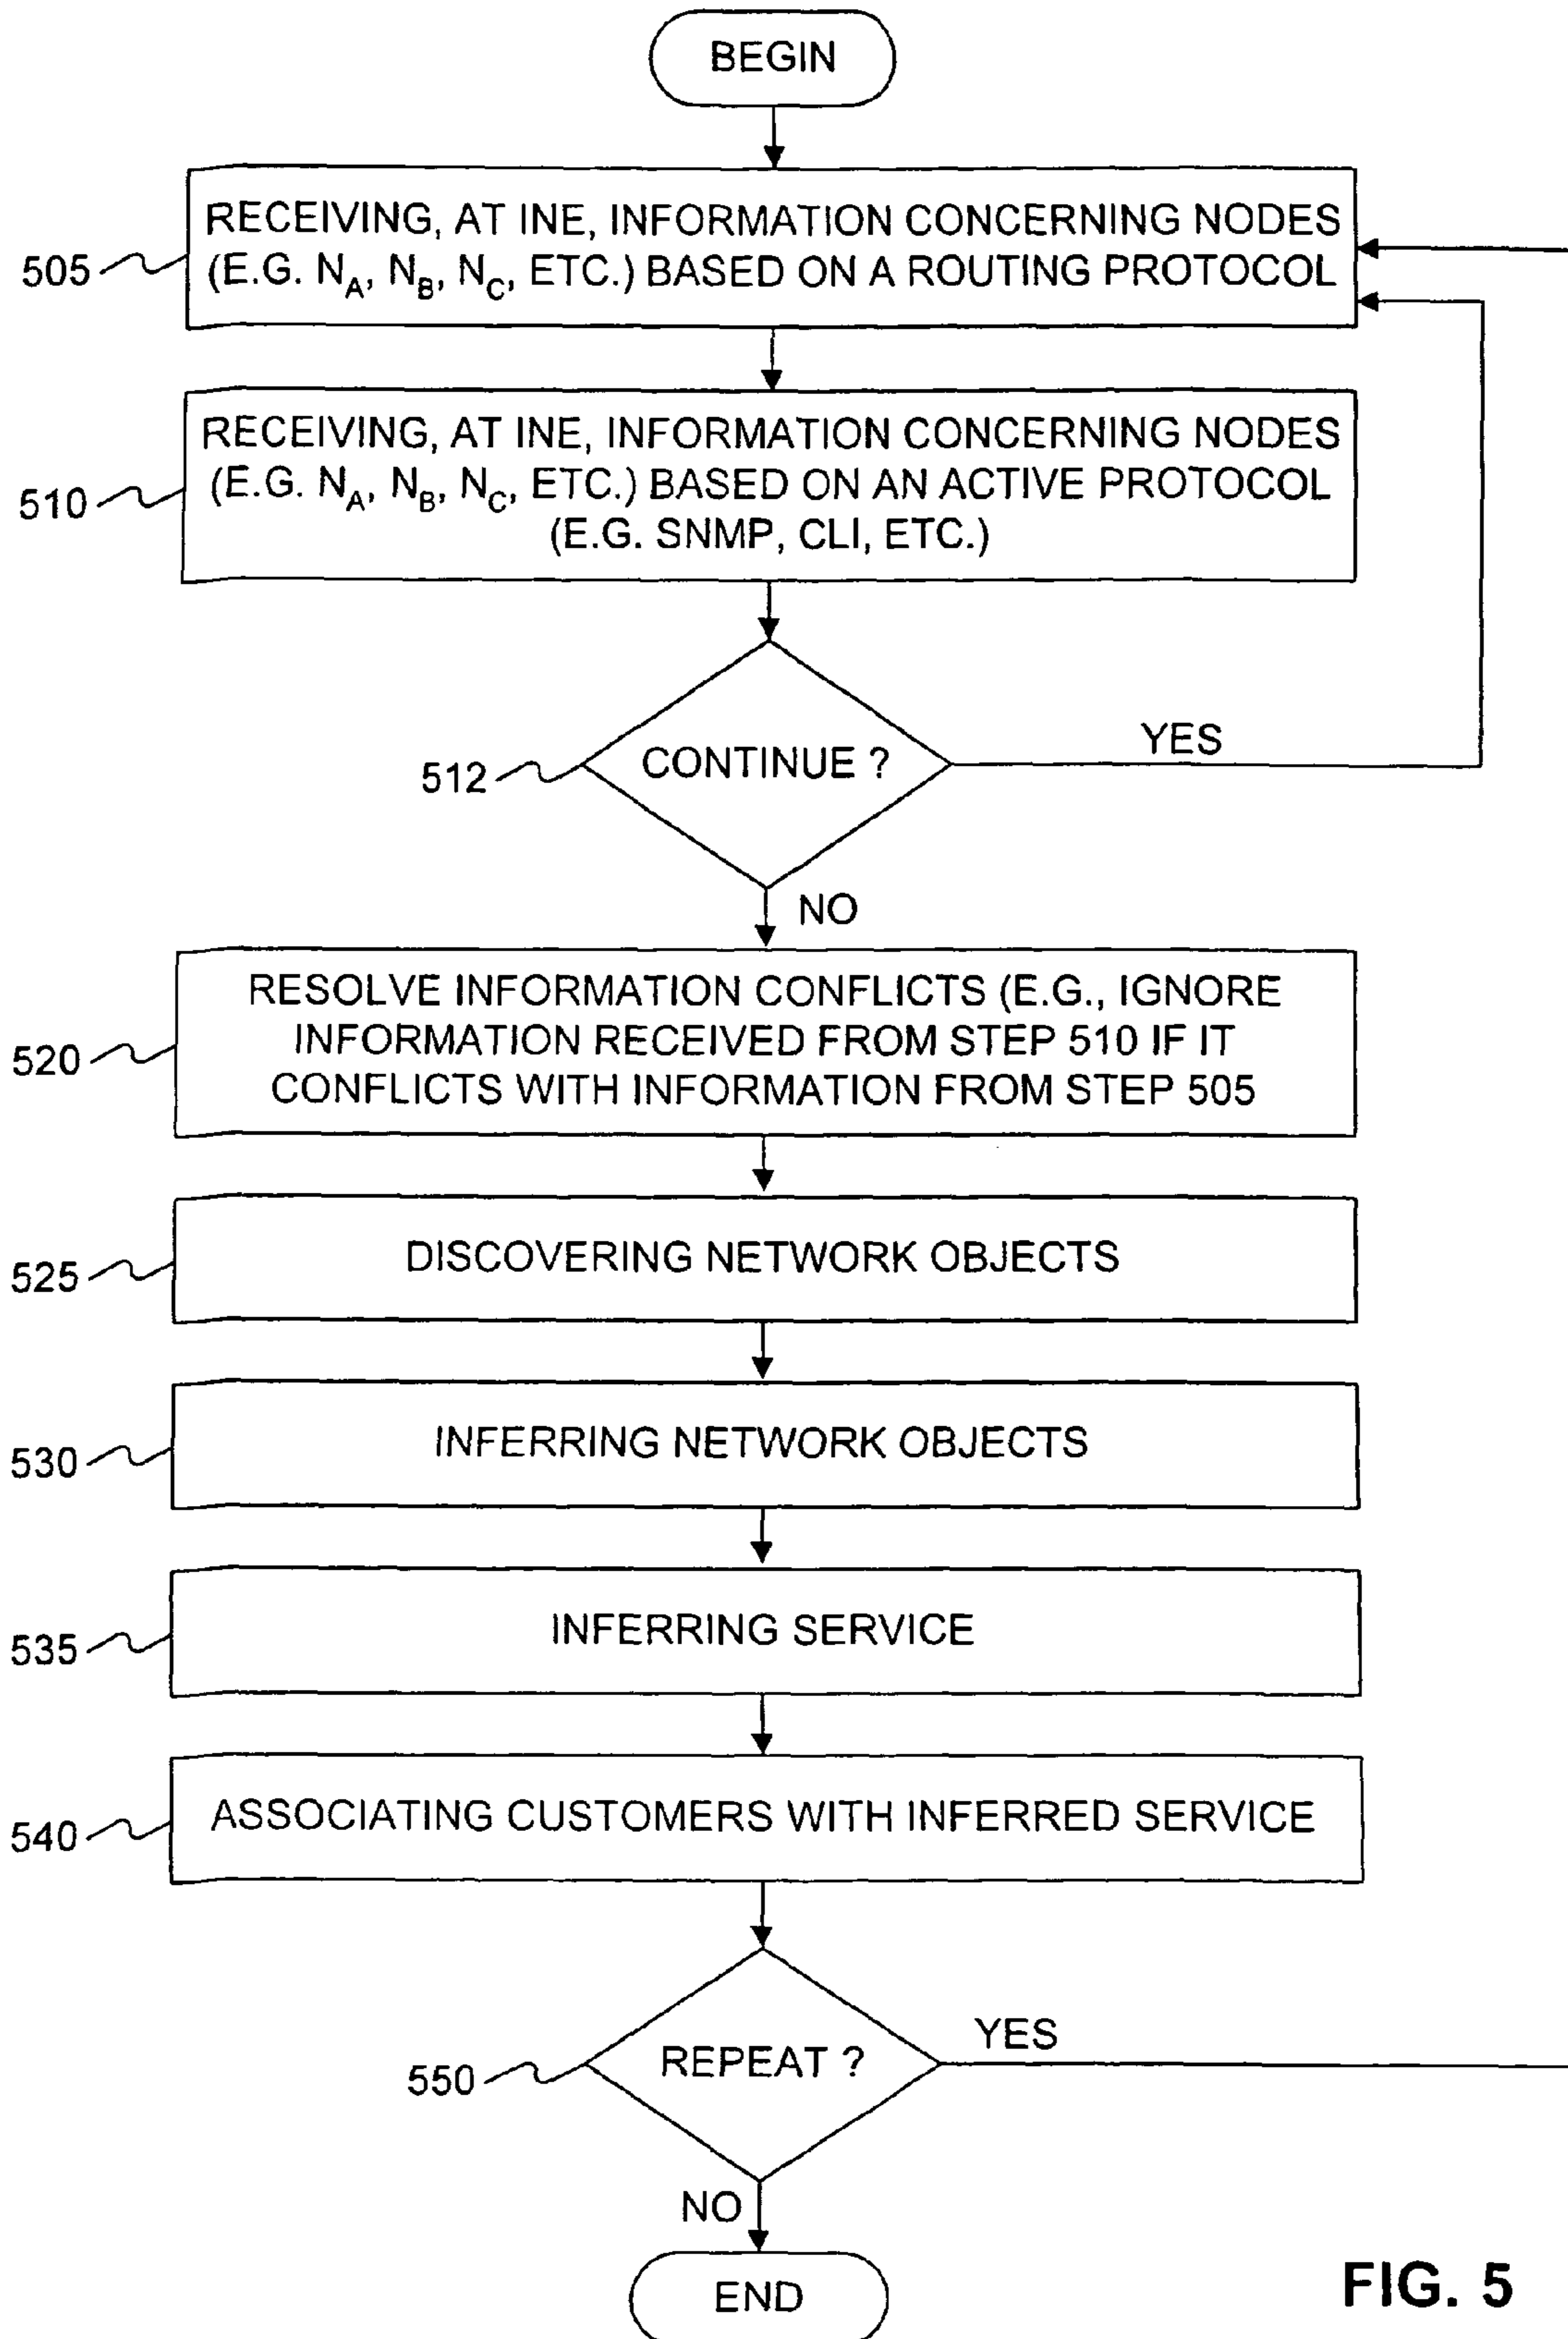 BEGIN
RECEIVING, AT INE, INFORMATION CONCERNING NODES
505 (E.G. NA, NB, NC, ETC.) BASED ON A ROUTING PROTOCOL
RECEIVING, AT INE, INFORMATION CONCERNING NODES
510 (E.G. NA, NB, NC, ETC.) BASED ON AN ACTIVE PROTOCOL
(E.G. SNMP, CLI, ETC.)
512 CONTINUE ? YES
NO
RESOLVE INFORMATION CONFLICTS (E.G., IGNORE
520 INFORMATION RECEIVED FROM STEP 510 IF IT
CONFLICTS WITH INFORMATION FROM STEP 505
525 DISCOVERING NETWORK OBJECTS
530 INFERRING NETWORK OBJECTS
535 INFERRING SERVICE
540 ASSOCIATING CUSTOMERS WITH INFERRED SERVICE
550 REPEAT ? YES
NO
END
FIG. 5